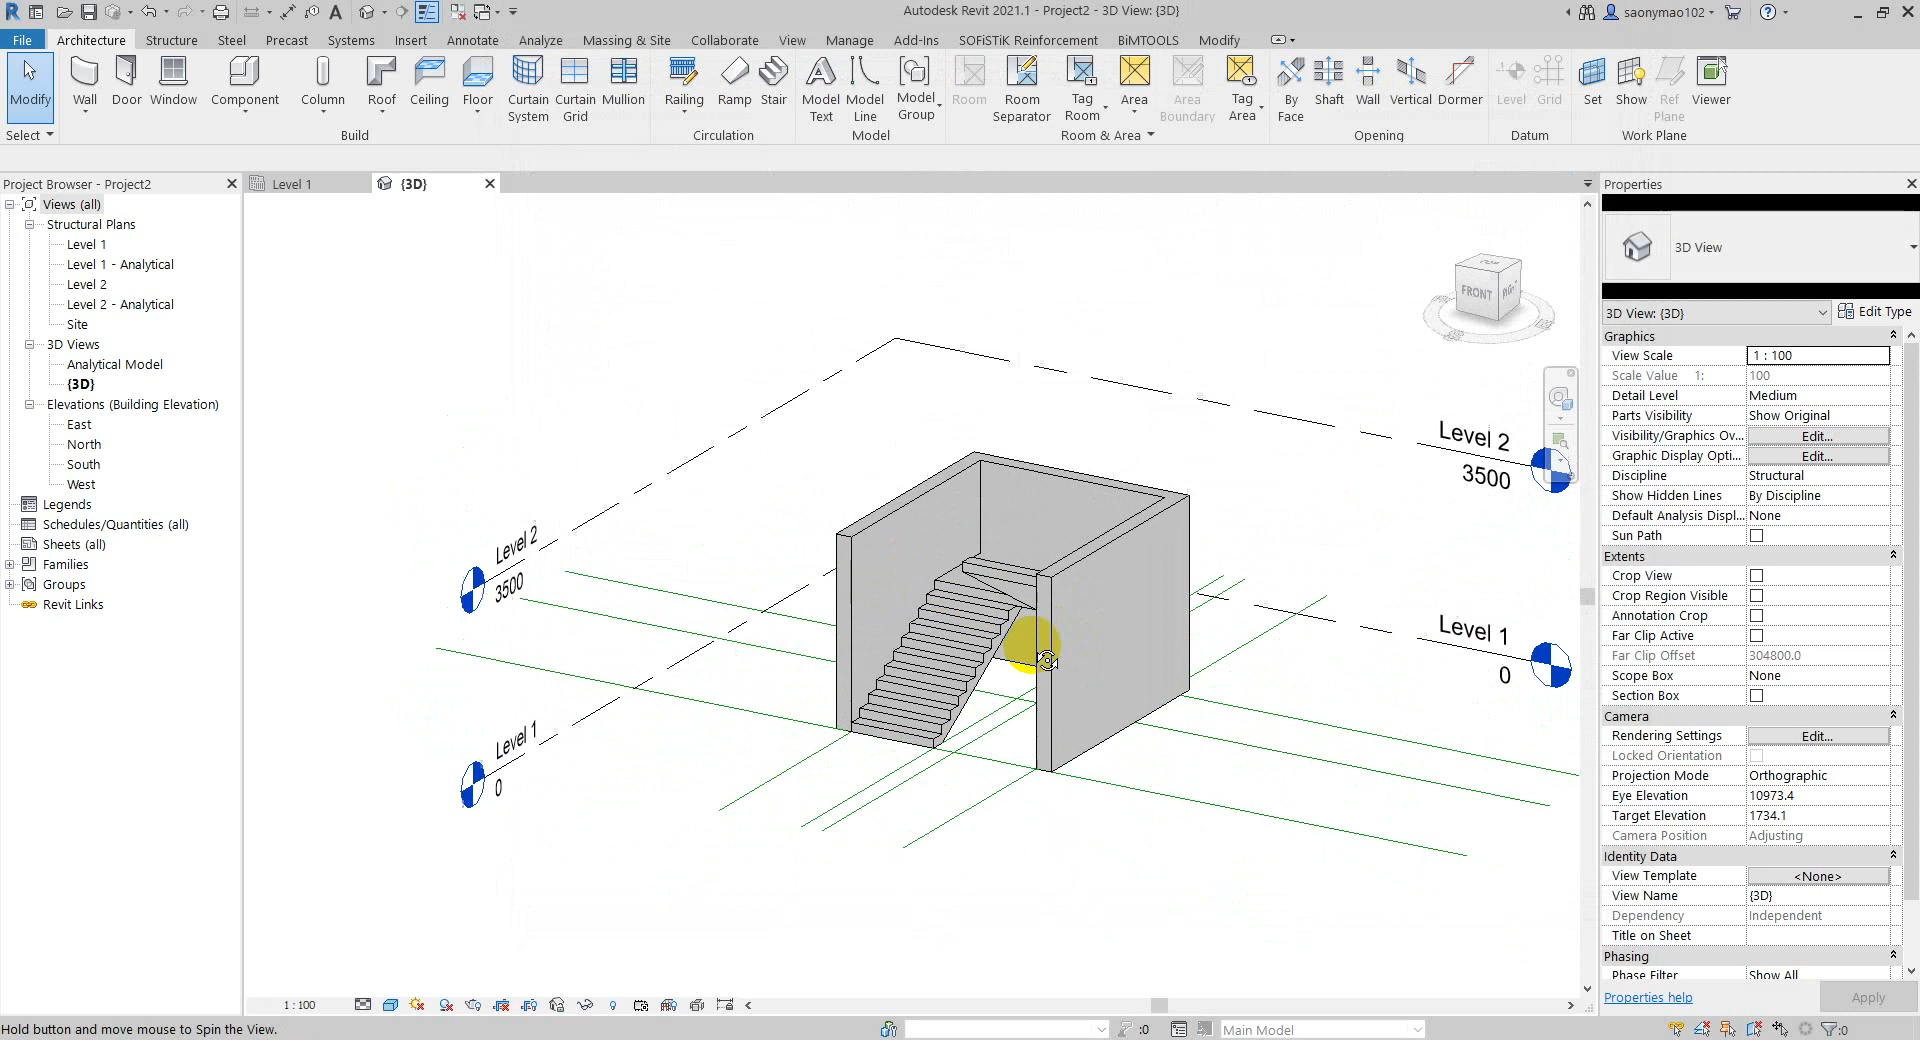 Autodesk Revit 2021.1 - Project2 - 3D View: {3D}
saonymao102
File Architecture Structure Steel Precast Systems Insert Annotate Analyze Massing & Site Collaborate View Manage Add-Ins SOFiSTiK Reinforcement BiMTOOLS Modify
Modify Wall Door Window Component Column Roof Ceiling Floor Curtain System Curtain Grid Mullion Railing Ramp Stair Model Text Model Line Model Group Room Room Separator Tag Room Area Area Boundary Tag Area By Face Shaft Wall Vertical Dormer Level Grid Set Show Ref Plane Viewer
Select Build Circulation Model Room & Area Opening Datum Work Plane
Project Browser - Project2
Views (all)
Structural Plans
Level 1
Level 1 - Analytical
Level 2
Level 2 - Analytical
Site
3D Views
Analytical Model
{3D}
Elevations (Building Elevation)
East
North
South
West
Legends
Schedules/Quantities (all)
Sheets (all)
Families
Groups
Revit Links
Level 1
{3D}
TOP
FRONT
RIGHT
Level 2
3500
Level 1
0
Level 2
3500
Level 1
0
Properties
3D View
3D View: {3D} Edit Type
Graphics
View Scale 1 : 100
Scale Value 1: 100
Detail Level Medium
Parts Visibility Show Original
Visibility/Graphics Ov... Edit...
Graphic Display Opti... Edit...
Discipline Structural
Show Hidden Lines By Discipline
Default Analysis Displ... None
Sun Path
Extents
Crop View
Crop Region Visible
Annotation Crop
Far Clip Active
Far Clip Offset 304800.0
Scope Box None
Section Box
Camera
Rendering Settings Edit...
Locked Orientation
Projection Mode Orthographic
Eye Elevation 10973.4
Target Elevation 1734.1
Camera Position Adjusting
Identity Data
View Template <None>
View Name {3D}
Dependency Independent
Title on Sheet
Phasing
Phase Filter Show All
Properties help Apply
1 : 100
Hold button and move mouse to Spin the View.
:0
Main Model
:0